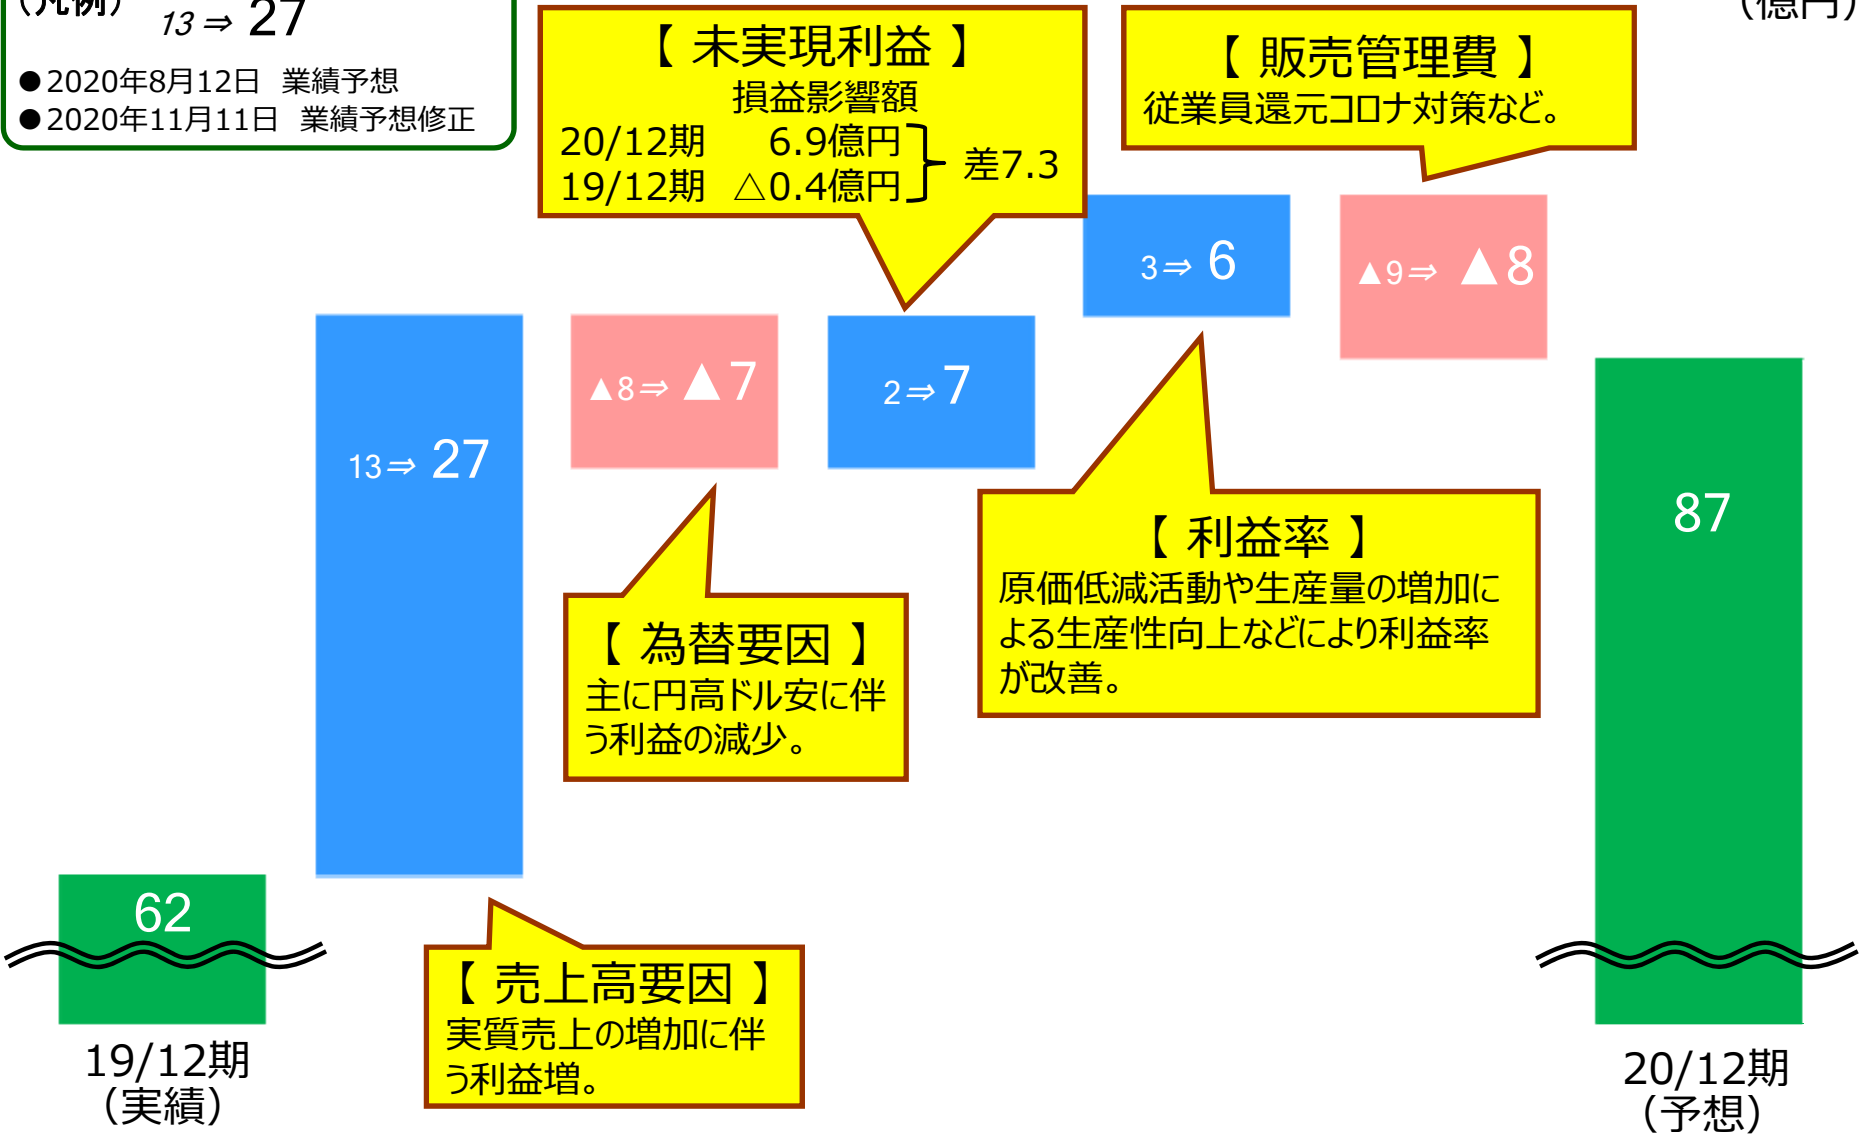 (凡例)
13⇒ 27
●2020年8月12日 業績予想
●2020年11月11日 業績予想修正
(億円)
【 未実現利益 】
損益影響額
20/12期 6.9億円
19/12期 △0.4億円
差7.3
【 販売管理費 】
従業員還元コロナ対策など。
3⇒ 6
▲9⇒ ▲8
13⇒ 27
▲8⇒ ▲7
2⇒ 7
87
【 利益率 】
原価低減活動や生産量の増加に
よる生産性向上などにより利益率
が改善。
【 為替要因 】
主に円高ドル安に伴
う利益の減少。
62
【 売上高要因 】
実質売上の増加に伴
う利益増。
19/12期
(実績)
20/12期
(予想)